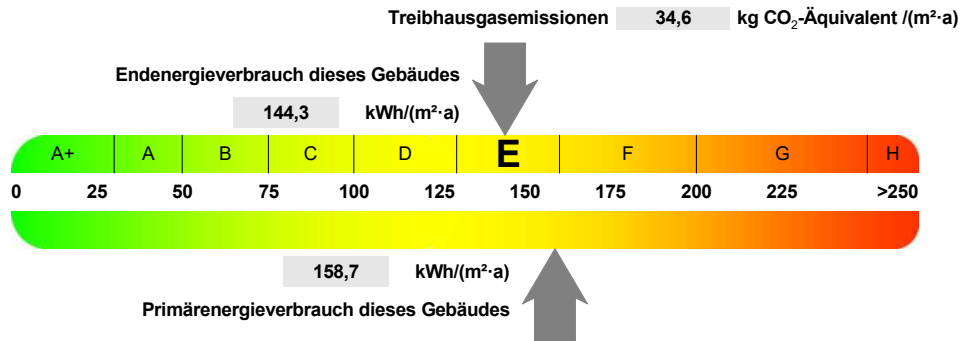 Treibhausgasemissionen 34,6 kg CO₂-Äquivalent /(m²·a)
Endenergieverbrauch dieses Gebäudes
144,3 kWh/(m²·a)
A+ A B C D E F G H
0 25 50 75 100 125 150 175 200 225 >250
158,7 kWh/(m²·a)
Primärenergieverbrauch dieses Gebäudes